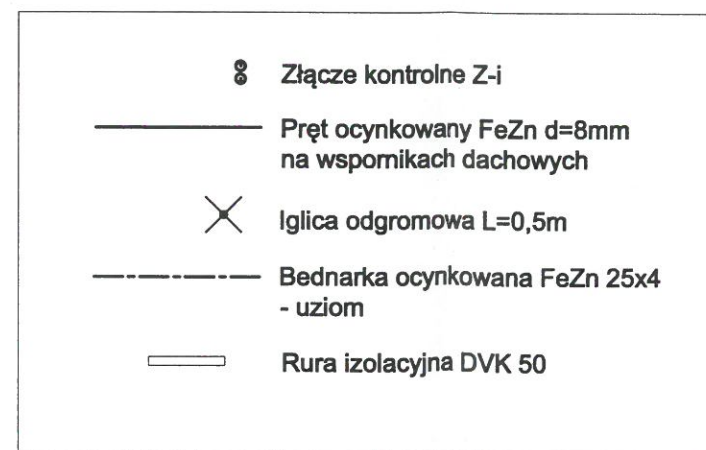 Złącze kontrolne Z-i
Pręt ocynkowany FeZn d=8mm
na wspornikach dachowych
Iglica odgromowa L=0,5m
Bednarka ocynkowana FeZn 25x4
- uziom
Rura izolacyjna DVK 50